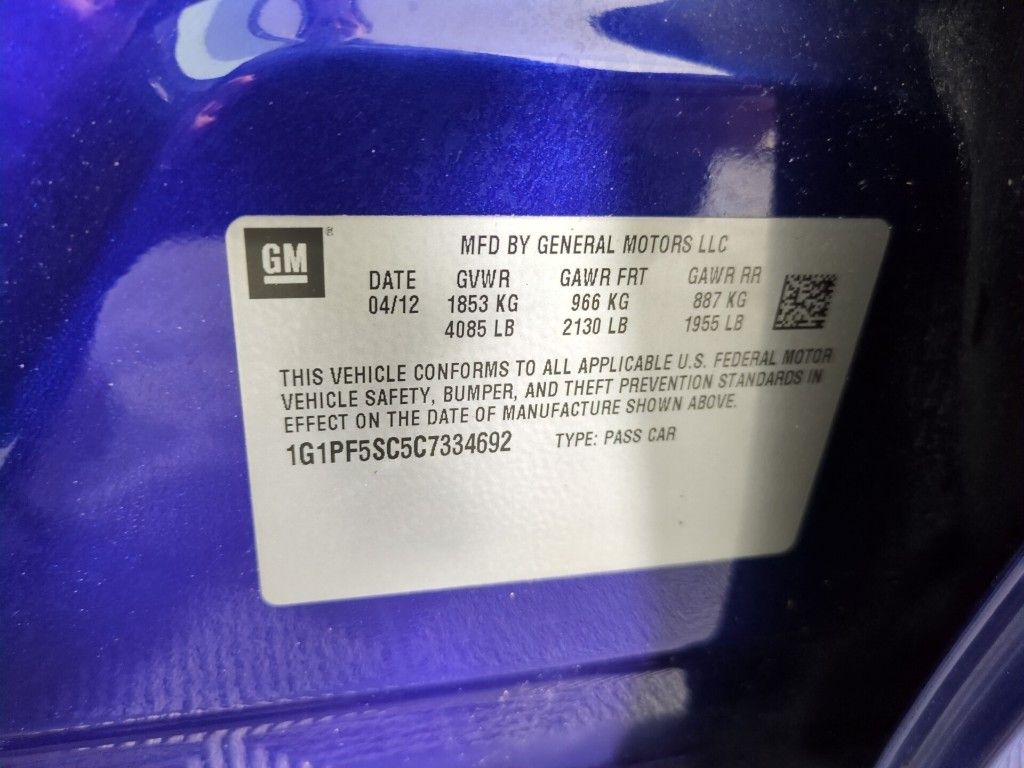 GM®
MFD BY GENERAL MOTORS LLC
DATE GVWR GAWR FRT GAWR RR
04/12 1853 KG 966 KG 887 KG
4085 LB 2130 LB 1955 LB
THIS VEHICLE CONFORMS TO ALL APPLICABLE U.S. FEDERAL MOTOR
VEHICLE SAFETY, BUMPER, AND THEFT PREVENTION STANDARDS IN
EFFECT ON THE DATE OF MANUFACTURE SHOWN ABOVE.
1G1PF5SC5C7334692 TYPE: PASS CAR